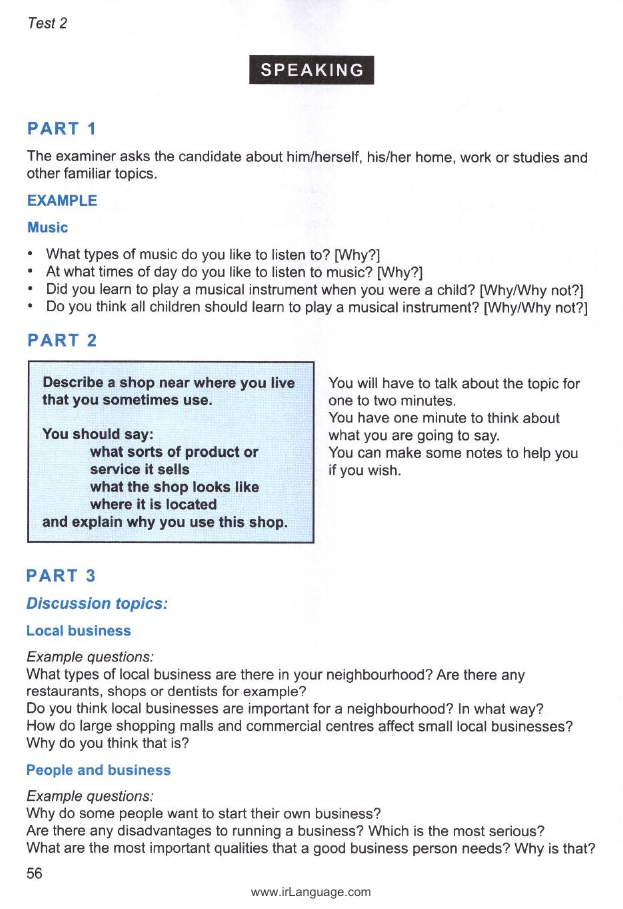 Test 2
SPEAKING
PART 1
The examiner asks the candidate about him/herself, his/her home, work or studies and
other familiar topics.
EXAMPLE
Music
• What types of music do you like to listen to? [Why?]
• At what times of day do you like to listen to music? [Why?]
• Did you learn to play a musical instrument when you were a child? [Why/Why not?]
• Do you think all children should learn to play a musical instrument? [Why/Why not?]
PART 2
Describe a shop near where you live
that you sometimes use.
You should say:
what sorts of product or
service it sells
what the shop looks like
where it is located
and explain why you use this shop.
You will have to talk about the topic for
one to two minutes.
You have one minute to think about
what you are going to say.
You can make some notes to help you
if you wish.
PART 3
Discussion topics:
Local business
Example questions:
What types of local business are there in your neighbourhood? Are there any
restaurants, shops or dentists for example?
Do you think local businesses are important for a neighbourhood? In what way?
How do large shopping malls and commercial centres affect small local businesses?
Why do you think that is?
People and business
Example questions:
Why do some people want to start their own business?
Are there any disadvantages to running a business? Which is the most serious?
What are the most important qualities that a good business person needs? Why is that?
56
www.irLanguage.com